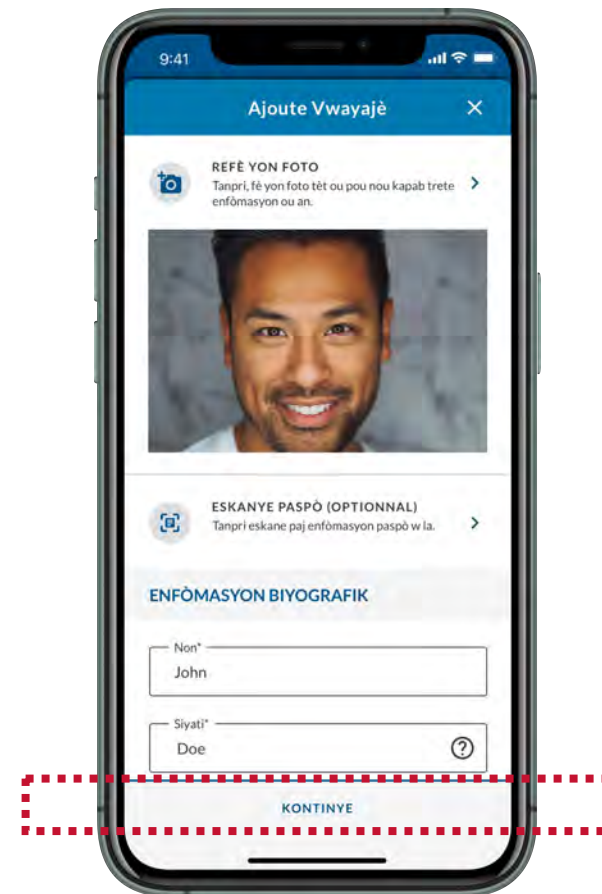 9:41
Ajoute Vwayajè
REFÈ YON FOTO
Tanpri, fè yon foto tèt ou pou nou kapab trete
enfòmasyon ou an.
ESKANYE PASPÒ (OPTIONNAL)
Tanpri eskane paj enfòmasyon paspò w la.
ENFÒMASYON BIYOGRAFIK
Non*
John
Siyati*
Doe
KONTINYE